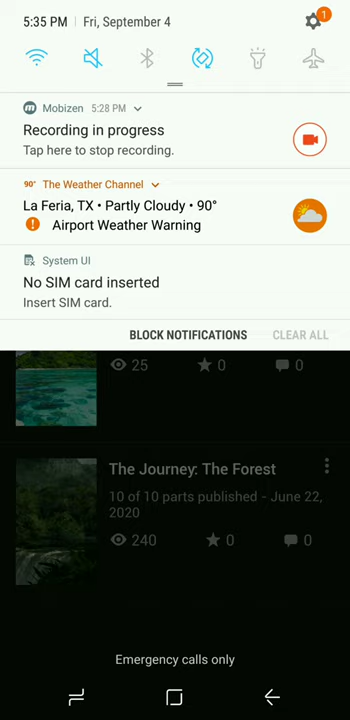 5:35 PM | Fri, September 4
1
Mobizen 5:28 PM
Recording in progress
Tap here to stop recording.
90° The Weather Channel
La Feria, TX • Partly Cloudy • 90°
! Airport Weather Warning
System UI
No SIM card inserted
Insert SIM card.
BLOCK NOTIFICATIONS CLEAR ALL
25 0 0
The Journey: The Forest
10 of 10 parts published - June 22,
2020
240 0 0
Emergency calls only